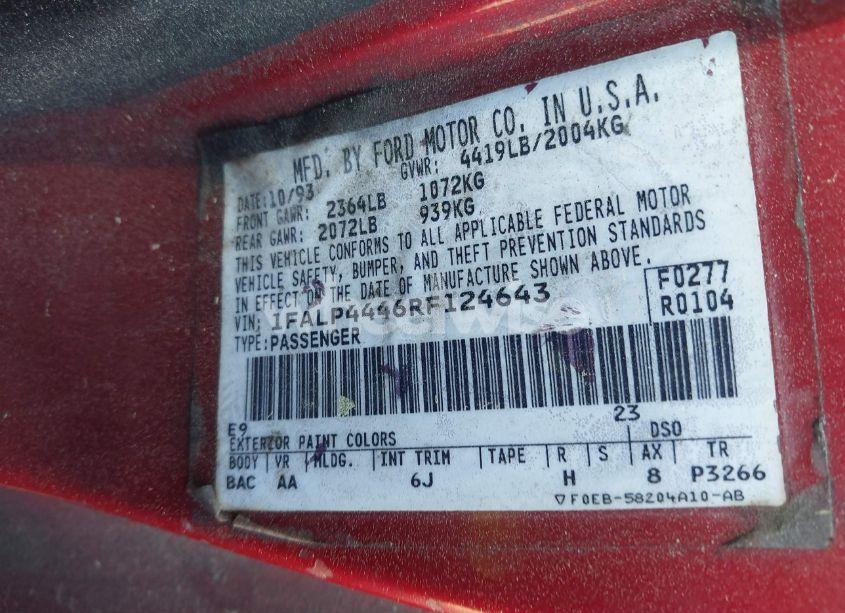 MFD. BY FORD MOTOR CO. IN U.S.A.
DATE: 10/93 GVWR: 4419LB/2004KG
FRONT GAWR: 2364LB 1072KG
REAR GAWR: 2072LB 939KG
THIS VEHICLE CONFORMS TO ALL APPLICABLE FEDERAL MOTOR
VEHICLE SAFETY, BUMPER, AND THEFT PREVENTION STANDARDS
IN EFFECT ON THE DATE OF MANUFACTURE SHOWN ABOVE.
VIN: 1FALP4446RF124643 F0277
TYPE: PASSENGER R0104
E9 23
EXTERIOR PAINT COLORS DSO
BODY VR MLDG. INT TRIM TAPE R S AX TR
BAC AA 6J H 8 P3266
▽F0EB-58204A10-AB